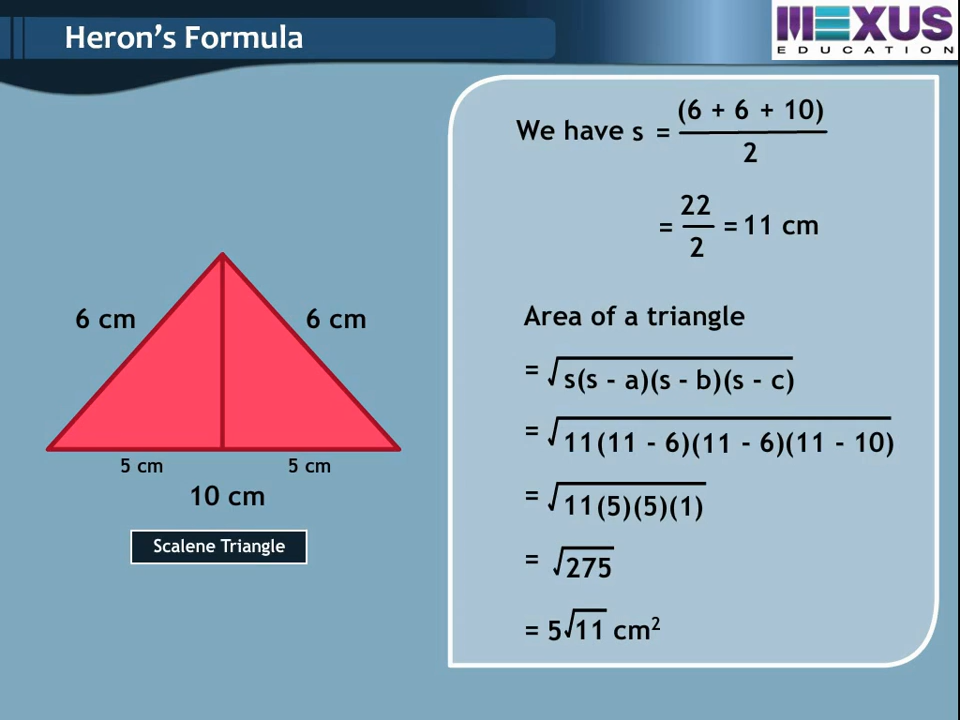 Heron's Formula
MEXUS
EDUCATION
We have s = (6 + 6 + 10)
2
= 22
2
= 11 cm
6 cm
6 cm
5 cm
5 cm
10 cm
Scalene Triangle
Area of a triangle
= √s(s - a)(s - b)(s - c)
= √11(11 - 6)(11 - 6)(11 - 10)
= √11(5)(5)(1)
= √275
= 5√11 cm²